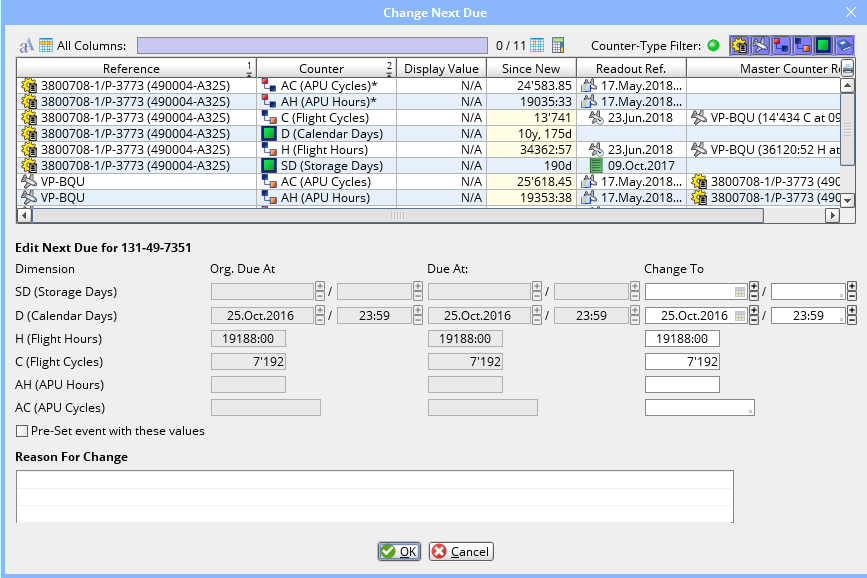 Change Next Due
All Columns: 0 / 11 Counter-Type Filter:
Reference 1 Counter 2 Display Value Since New Readout Ref. Master Counter
3800708-1/P-3773 (490004-A32S) AC (APU Cycles)* N/A 24'583.85 17.May.2018...
3800708-1/P-3773 (490004-A32S) AH (APU Hours)* N/A 19035:33 17.May.2018...
3800708-1/P-3773 (490004-A32S) C (Flight Cycles) N/A 13'741 23.Jun.2018 VP-BQU (14'434 C at 09
3800708-1/P-3773 (490004-A32S) D (Calendar Days) N/A 10y, 175d
3800708-1/P-3773 (490004-A32S) H (Flight Hours) N/A 34362:57 23.Jun.2018 VP-BQU (36120:52 H at
3800708-1/P-3773 (490004-A32S) SD (Storage Days) N/A 190d 09.Oct.2017
VP-BQU AC (APU Cycles) N/A 25'618.45 17.May.2018... 3800708-1/P-3773 (490
VP-BQU AH (APU Hours) N/A 19353:38 17.May.2018... 3800708-1/P-3773 (490
Edit Next Due for 131-49-7351
Dimension Org. Due At Due At: Change To
SD (Storage Days) / / /
D (Calendar Days) 25.Oct.2016 / 23:59 25.Oct.2016 / 23:59 25.Oct.2016 / 23:59
H (Flight Hours) 19188:00 19188:00 19188:00
C (Flight Cycles) 7'192 7'192 7'192
AH (APU Hours)
AC (APU Cycles)
Pre-Set event with these values
Reason For Change
OK Cancel